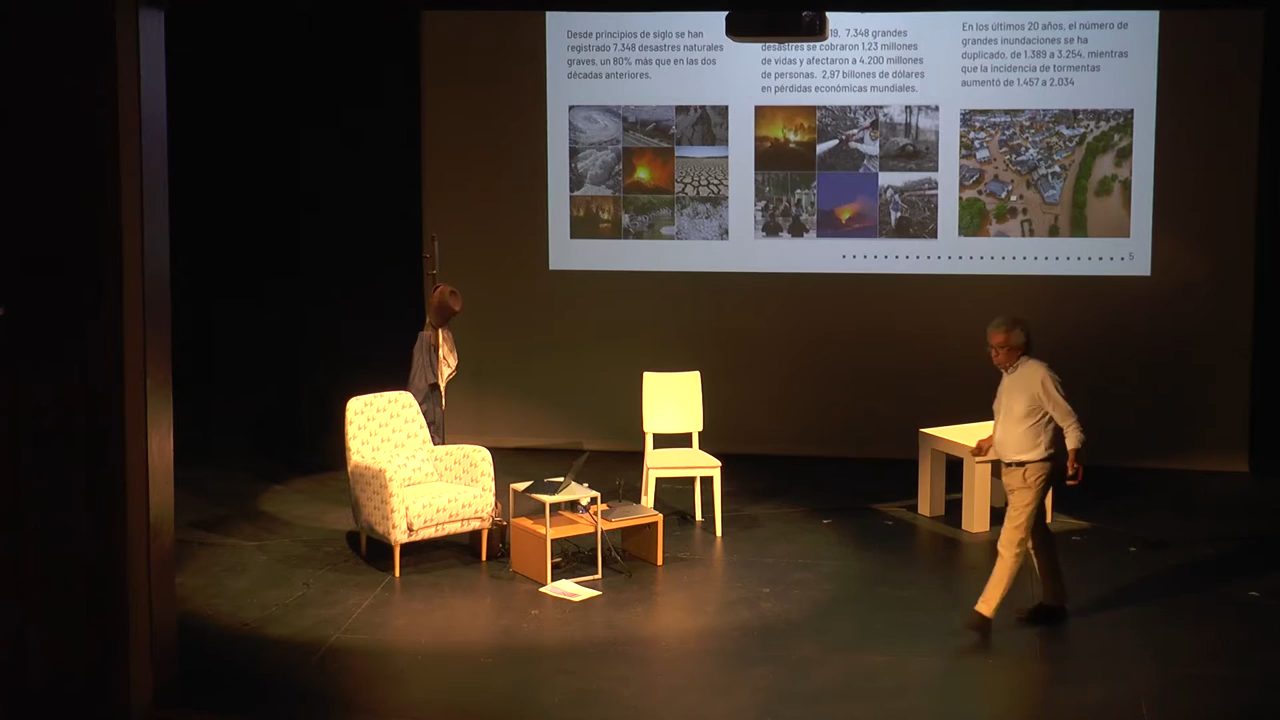 Desde principios de siglo se han
registrado 7.348 desastres naturales
graves, un 80% más que en las dos
décadas anteriores.
19, 7.348 grandes
desastres se cobraron 1.23 millones
de vidas y afectaron a 4.200 millones
de personas. 2,97 billones de dólares
en pérdidas económicas mundiales.
En los últimos 20 años, el número de
grandes inundaciones se ha
duplicado, de 1.389 a 3.254, mientras
que la incidencia de tormentas
aumentó de 1.457 a 2.034
5